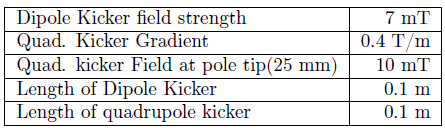 Dipole Kicker field strength 7 mT
Quad. Kicker Gradient 0.4 T/m
Quad. kicker Field at pole tip(25 mm) 10 mT
Length of Dipole Kicker 0.1 m
Length of quadrupole kicker 0.1 m